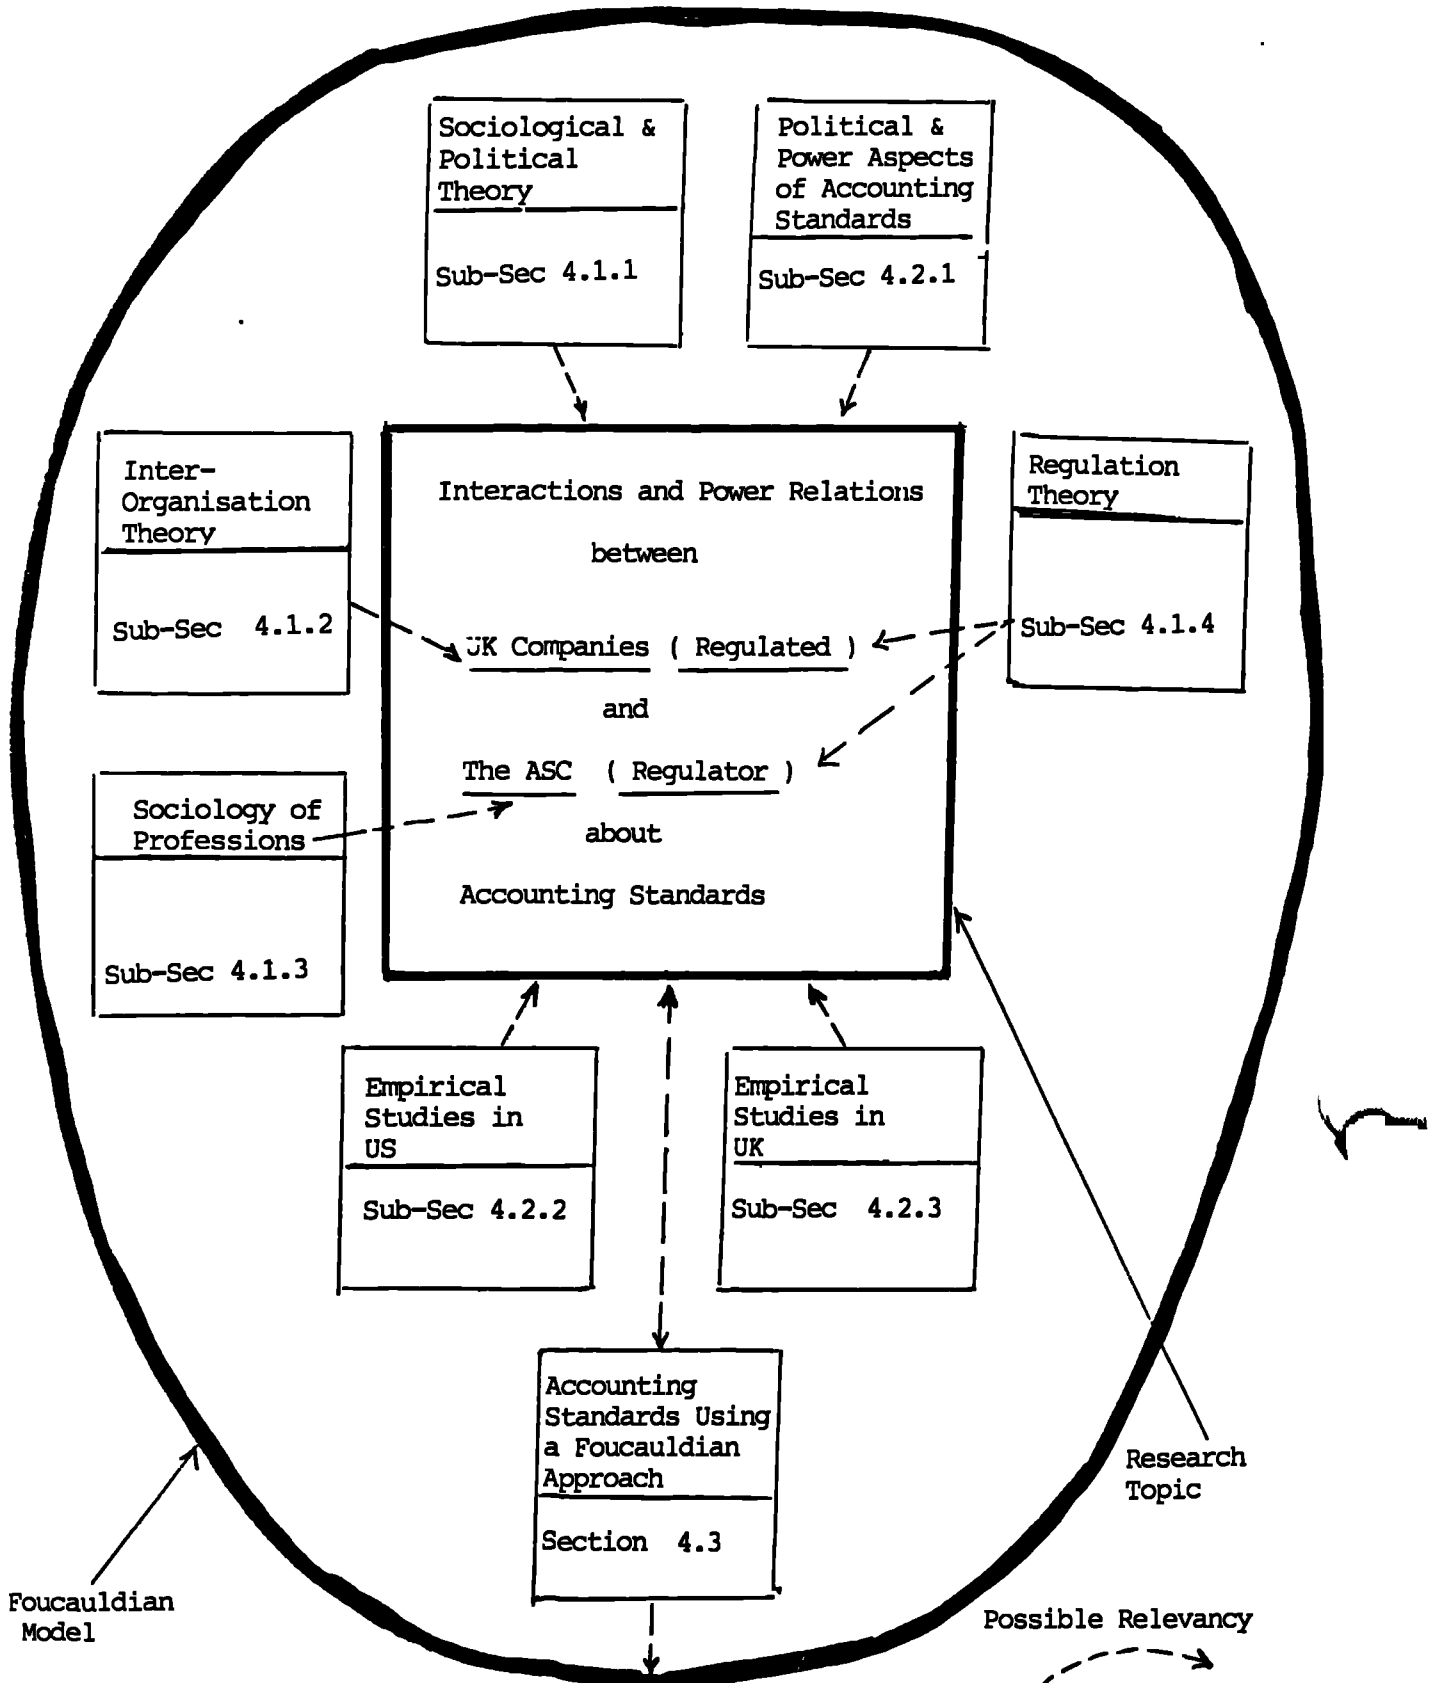 Sociological &
Political
Theory
Sub-Sec 4.1.1
Political &
Power Aspects
of Accounting
Standards
Sub-Sec 4.2.1
Inter-
Organisation
Theory
Sub-Sec 4.1.2
Interactions and Power Relations
between
UK Companies ( Regulated )
and
The ASC ( Regulator )
about
Accounting Standards
Regulation
Theory
Sub-Sec 4.1.4
Sociology of
Professions
Sub-Sec 4.1.3
Empirical
Studies in
US
Sub-Sec 4.2.2
Empirical
Studies in
UK
Sub-Sec 4.2.3
Accounting
Standards Using
a Foucauldian
Approach
Section 4.3
Research
Topic
Foucauldian
Model
Possible Relevancy